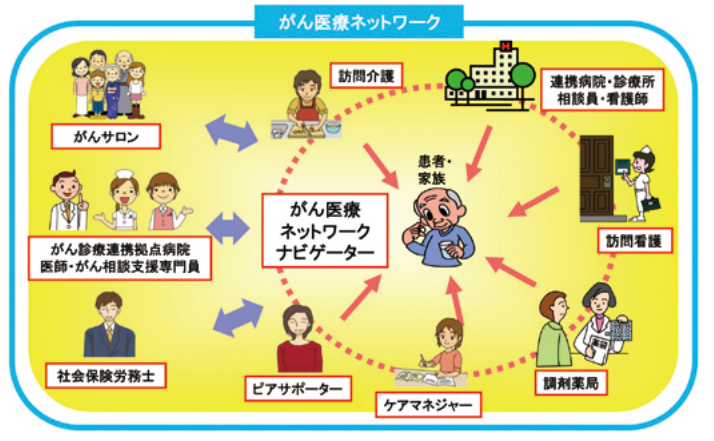 がん医療ネットワーク
訪問介護
連携病院・診療所
相談員・看護師
がんサロン
患者・
家族
がん医療
ネットワーク
ナビゲーター
訪問看護
がん診療連携拠点病院
医師・がん相談支援専門員
社会保険労務士
ピアサポーター
ケアマネジャー
調剤薬局
H